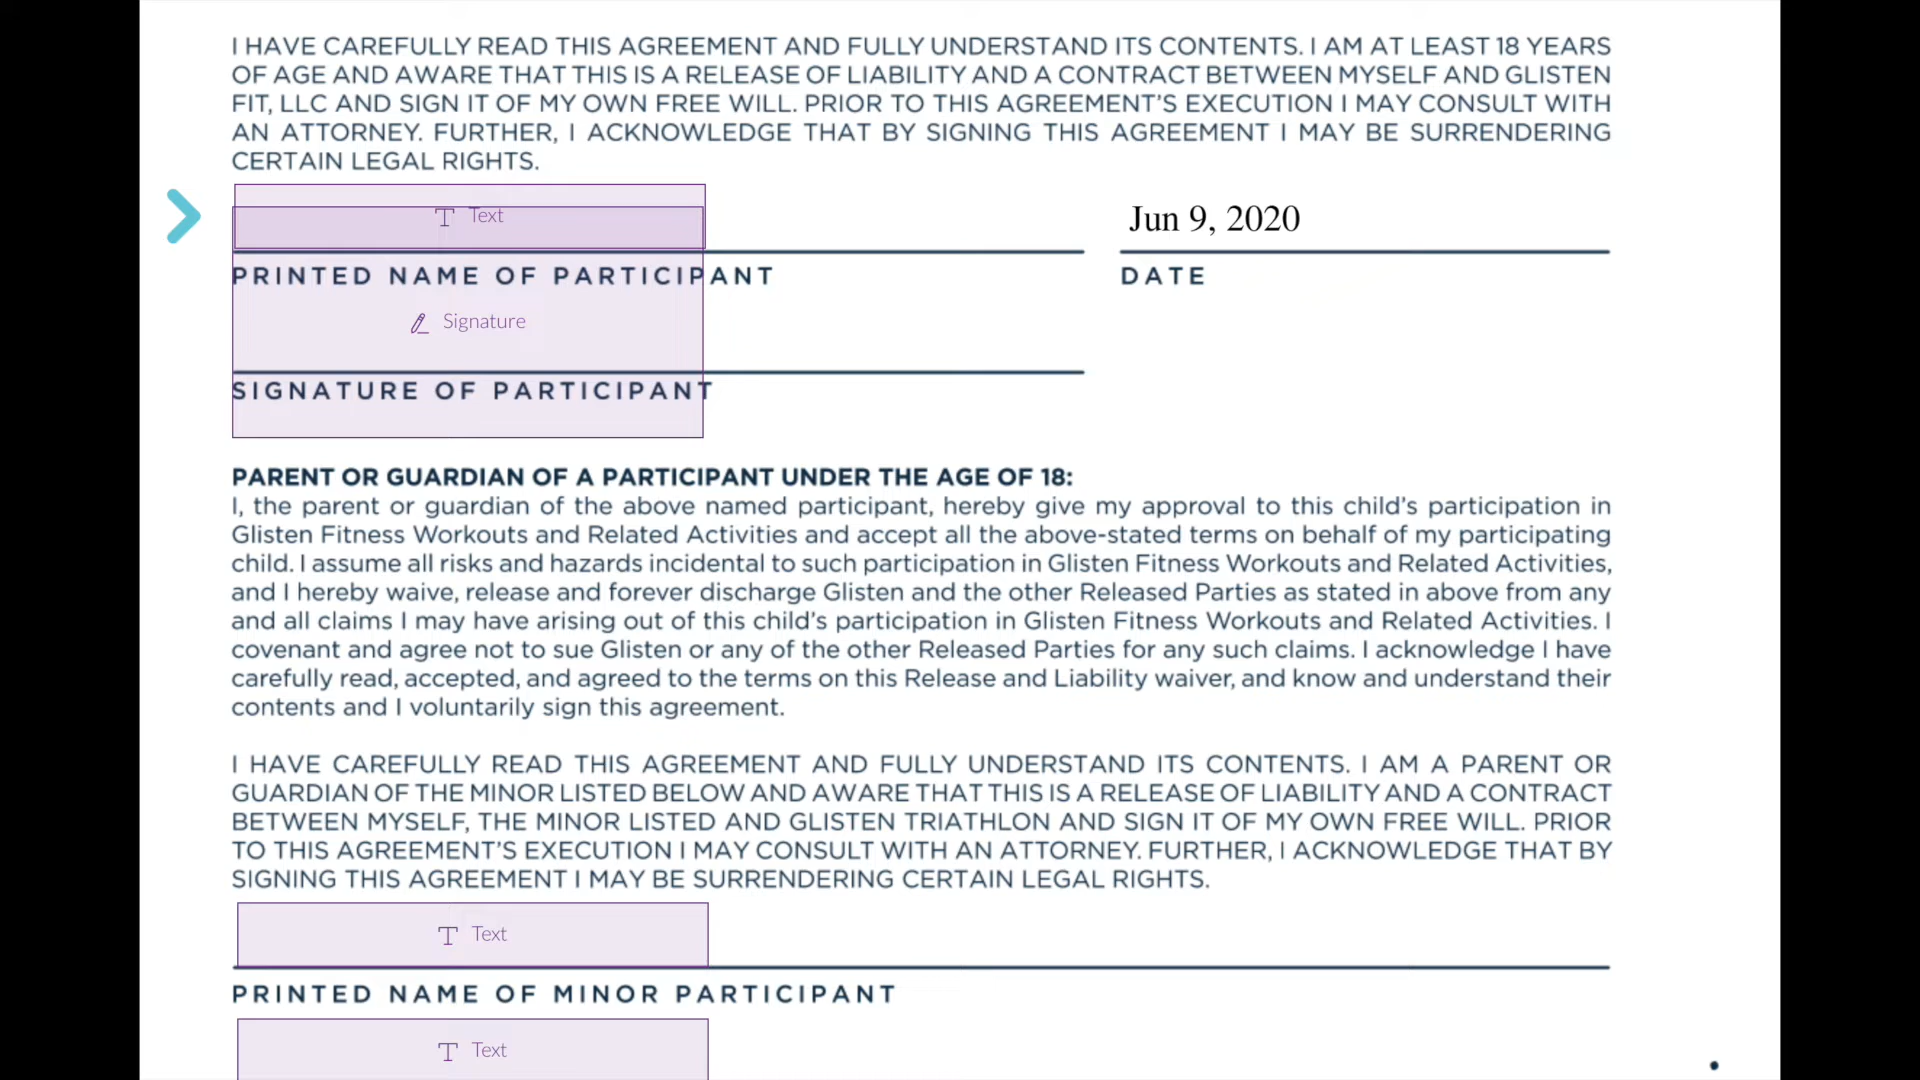 I HAVE CAREFULLY READ THIS AGREEMENT AND FULLY UNDERSTAND ITS CONTENTS. I AM AT LEAST 18 YEARS
OF AGE AND AWARE THAT THIS IS A RELEASE OF LIABILITY AND A CONTRACT BETWEEN MYSELF AND GLISTEN
FIT, LLC AND SIGN IT OF MY OWN FREE WILL. PRIOR TO THIS AGREEMENT'S EXECUTION I MAY CONSULT WITH
AN ATTORNEY. FURTHER, I ACKNOWLEDGE THAT BY SIGNING THIS AGREEMENT I MAY BE SURRENDERING
CERTAIN LEGAL RIGHTS.
Text
Jun 9, 2020
PRINTED NAME OF PARTICIPANT
DATE
Signature
SIGNATURE OF PARTICIPANT
PARENT OR GUARDIAN OF A PARTICIPANT UNDER THE AGE OF 18:
I, the parent or guardian of the above named participant, hereby give my approval to this child's participation in
Glisten Fitness Workouts and Related Activities and accept all the above-stated terms on behalf of my participating
child. I assume all risks and hazards incidental to such participation in Glisten Fitness Workouts and Related Activities,
and I hereby waive, release and forever discharge Glisten and the other Released Parties as stated in above from any
and all claims I may have arising out of this child's participation in Glisten Fitness Workouts and Related Activities. I
covenant and agree not to sue Glisten or any of the other Released Parties for any such claims. I acknowledge I have
carefully read, accepted, and agreed to the terms on this Release and Liability waiver, and know and understand their
contents and I voluntarily sign this agreement.
I HAVE CAREFULLY READ THIS AGREEMENT AND FULLY UNDERSTAND ITS CONTENTS. I AM A PARENT OR
GUARDIAN OF THE MINOR LISTED BELOW AND AWARE THAT THIS IS A RELEASE OF LIABILITY AND A CONTRACT
BETWEEN MYSELF, THE MINOR LISTED AND GLISTEN TRIATHLON AND SIGN IT OF MY OWN FREE WILL. PRIOR
TO THIS AGREEMENT'S EXECUTION I MAY CONSULT WITH AN ATTORNEY. FURTHER, I ACKNOWLEDGE THAT BY
SIGNING THIS AGREEMENT I MAY BE SURRENDERING CERTAIN LEGAL RIGHTS.
Text
PRINTED NAME OF MINOR PARTICIPANT
Text